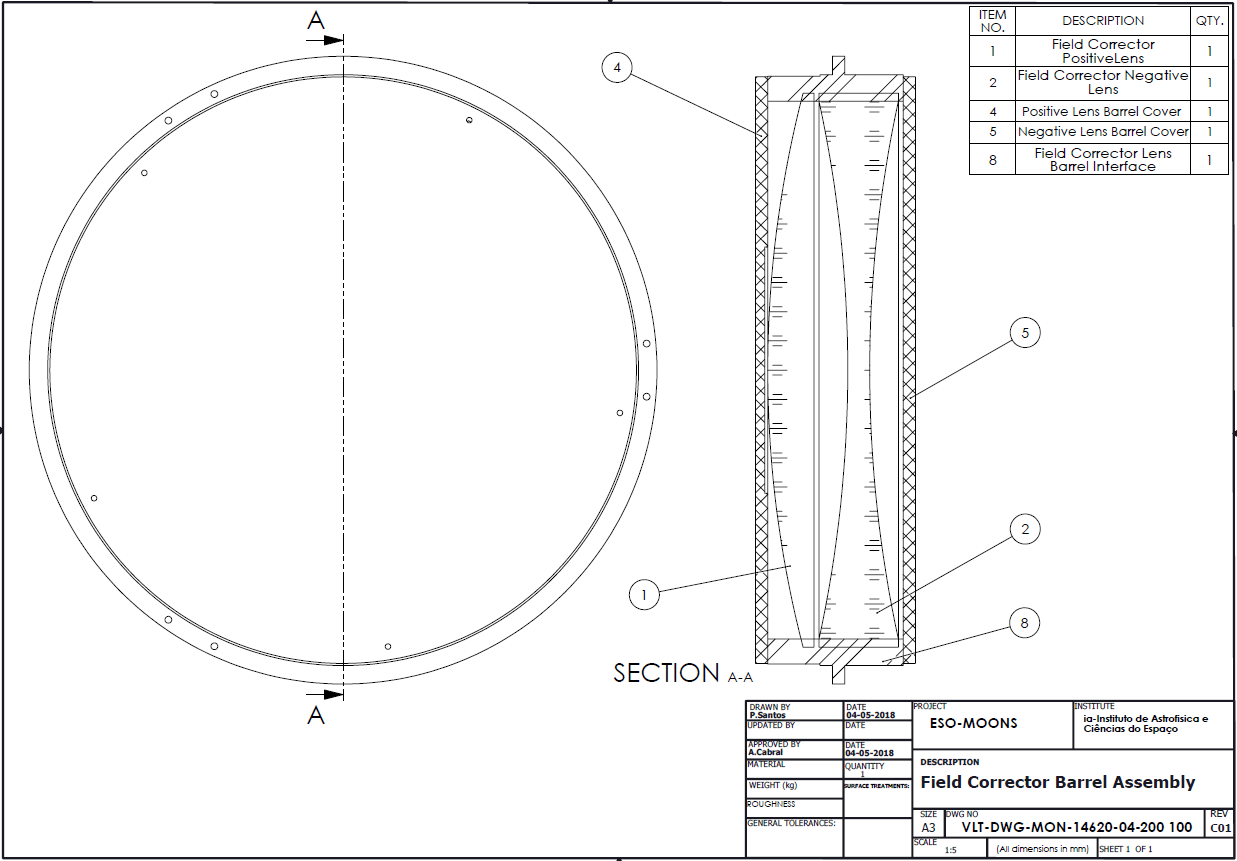 A
A
SECTION A-A
4
5
2
1
8
ITEM NO. DESCRIPTION QTY.
1 Field Corrector PositiveLens 1
2 Field Corrector Negative Lens 1
4 Positive Lens Barrel Cover 1
5 Negative Lens Barrel Cover 1
8 Field Corrector Lens Barrel Interface 1
DRAWN BY
P.Santos
DATE
04-05-2018
UPDATED BY
DATE
APPROVED BY
A.Cabral
DATE
04-05-2018
MATERIAL
QUANTITY
1
WEIGHT (kg)
SURFACE TREATMENTS:
ROUGHNESS
GENERAL TOLERANCES:
PROJECT
ESO-MOONS
INSTITUTE
ia-Instituto de Astrofisica e
Ciências do Espaço
DESCRIPTION
Field Corrector Barrel Assembly
SIZE
A3
DWG NO
VLT-DWG-MON-14620-04-200 100
REV
C01
SCALE
1:5
(All dimensions in mm)
SHEET 1 OF 1